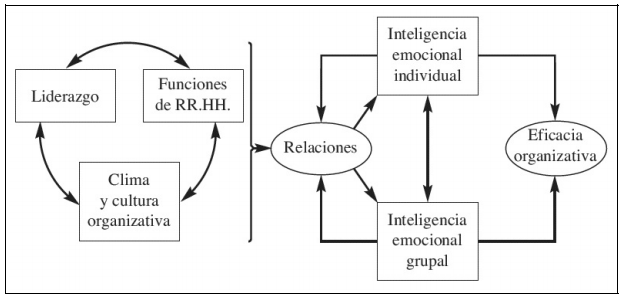 Liderazgo
Funciones
de RR.HH.
Clima
y cultura
organizativa
Relaciones
Inteligencia
emocional
individual
Inteligencia
emocional
grupal
Eficacia
organizativa